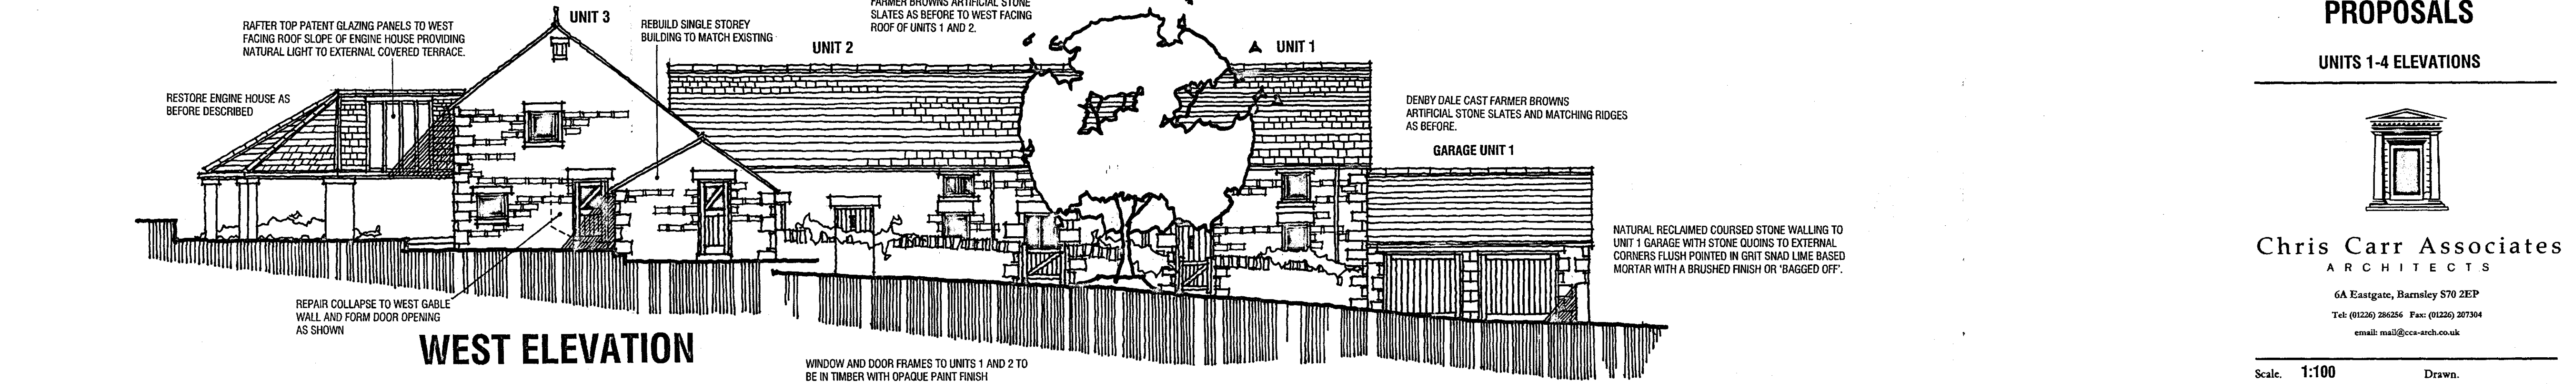 RAFTER TOP PATENT GLAZING PANELS TO WEST
FACING ROOF SLOPE OF ENGINE HOUSE PROVIDING
NATURAL LIGHT TO EXTERNAL COVERED TERRACE.
UNIT 3
REBUILD SINGLE STOREY
BUILDING TO MATCH EXISTING
UNIT 2
FARMER BROWNS ARTIFICIAL STONE
SLATES AS BEFORE TO WEST FACING
ROOF OF UNITS 1 AND 2.
UNIT 1
RESTORE ENGINE HOUSE AS
BEFORE DESCRIBED
DENBY DALE CAST FARMER BROWNS
ARTIFICIAL STONE SLATES AND MATCHING RIDGES
AS BEFORE.
GARAGE UNIT 1
NATURAL RECLAIMED COURSED STONE WALLING TO
UNIT 1 GARAGE WITH STONE QUOINS TO EXTERNAL
CORNERS FLUSH POINTED IN GRIT SNAD LIME BASED
MORTAR WITH A BRUSHED FINISH OR 'BAGGED OFF'.
REPAIR COLLAPSE TO WEST GABLE
WALL AND FORM DOOR OPENING
AS SHOWN
WEST ELEVATION
WINDOW AND DOOR FRAMES TO UNITS 1 AND 2 TO
BE IN TIMBER WITH OPAQUE PAINT FINISH
PROPOSALS
UNITS 1-4 ELEVATIONS
Chris Carr Associates
ARCHITECTS
6A Eastgate, Barnsley S70 2EP
Tel: (01226) 286256 Fax: (01226) 207304
email: mail@cca-arch.co.uk
Scale. 1:100 Drawn.